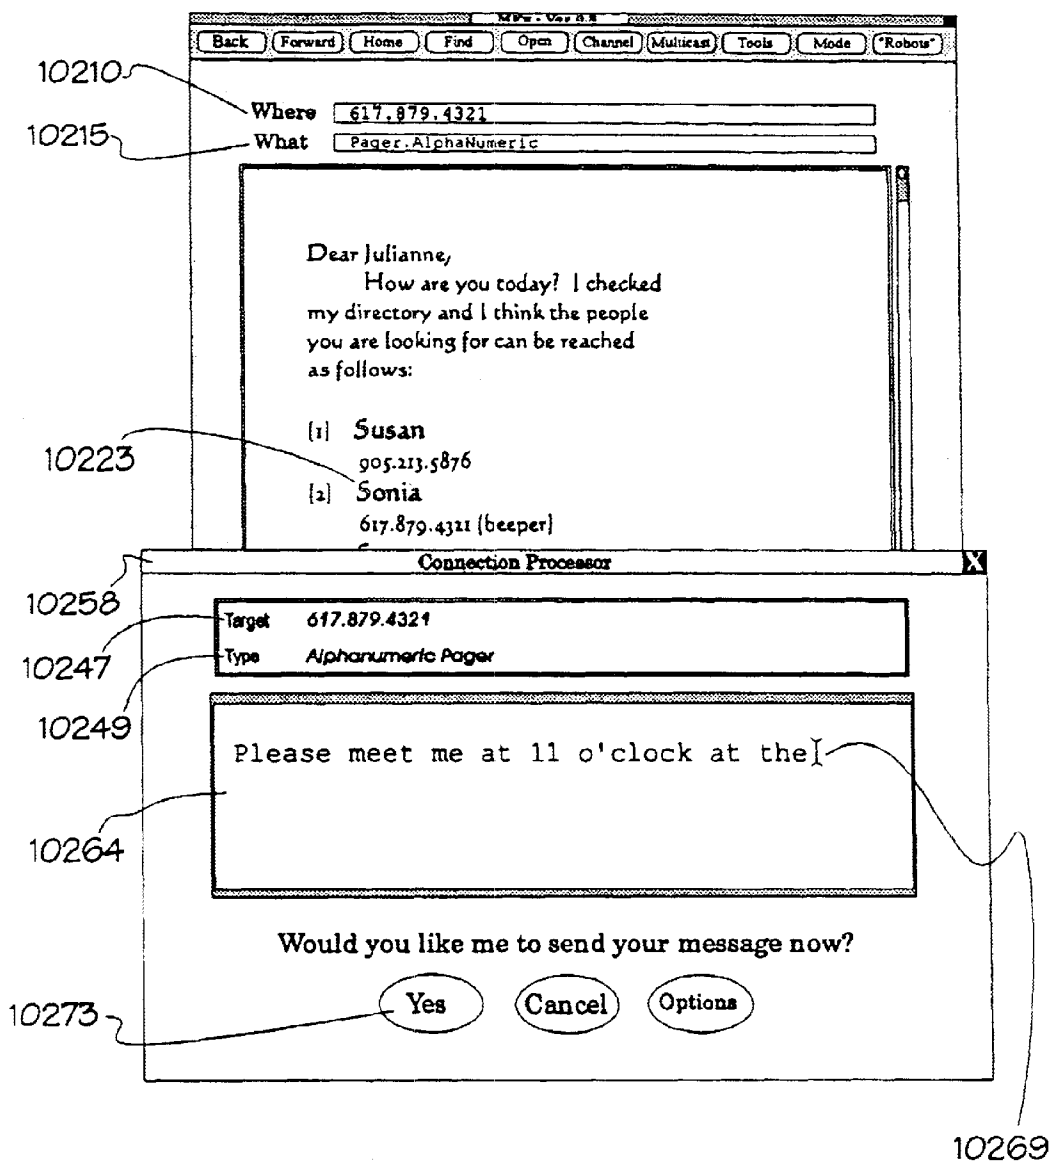 MPw - Ver 0.8
Back Forward Home Find Open Channel Multicast Tools Mode "Robots"
10210
Where 617.879.4321
10215
What Pager.AlphaNumeric
Dear Julianne,
How are you today? I checked
my directory and I think the people
you are looking for can be reached
as follows:
[1] Susan
10223
905.213.5876
[2] Sonia
617.879.4321 (beeper)
Connection Processor X
10258
Target 617.879.4321
10247
Type Alphanumeric Pager
10249
Please meet me at 11 o'clock at the
10264
Would you like me to send your message now?
10273
Yes Cancel Options
10269